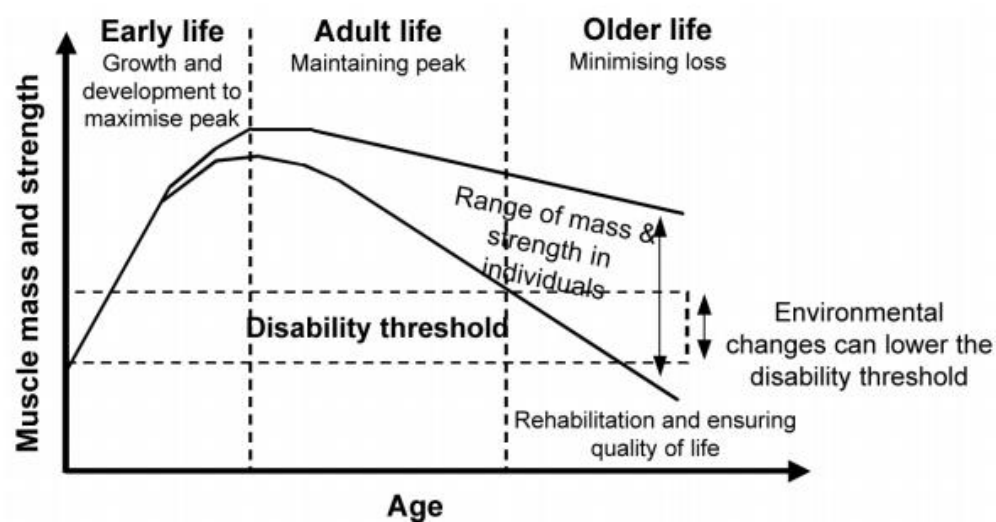 Early life
Growth and
development to
maximise peak
Adult life
Maintaining peak
Older life
Minimising loss
Muscle mass and strength
Range of mass &
strength in
individuals
Disability threshold
Environmental
changes can lower the
disability threshold
Rehabilitation and ensuring
quality of life
Age